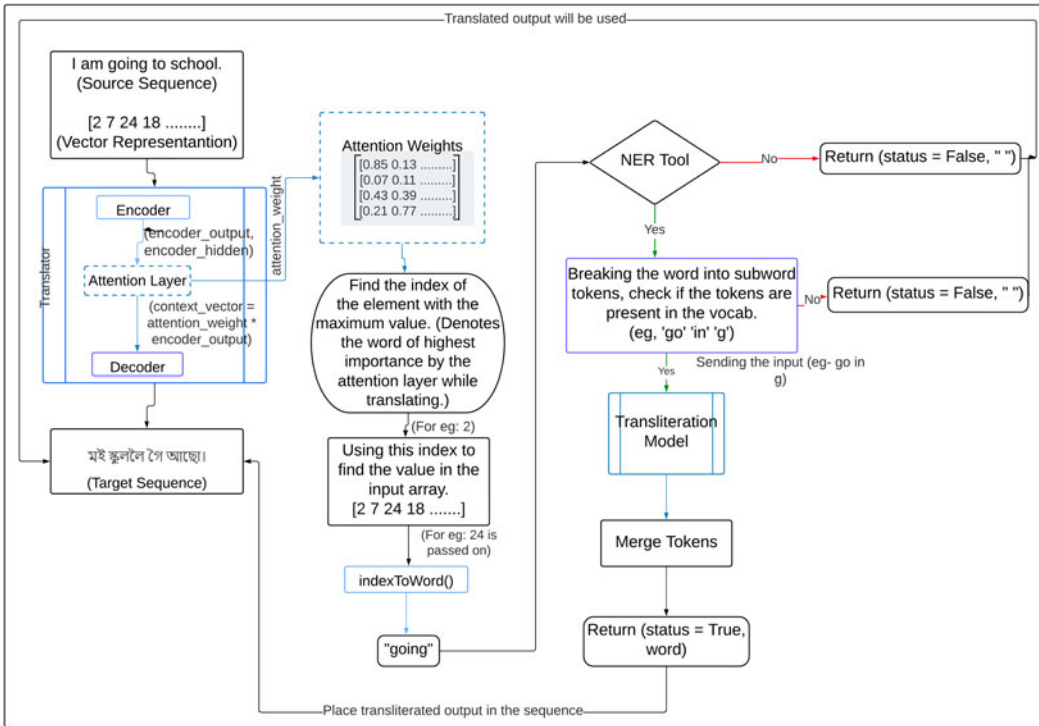 Translated output will be used
I am going to school.
(Source Sequence)
[2 7 24 18 ........]
(Vector Representantion)
Translator
Encoder
(encoder_output,
encoder_hidden)
Attention Layer
(context_vector =
attention_weight *
encoder_output)
Decoder
attention_weight
মই স্কুললৈ গৈ আছো।
(Target Sequence)
Attention Weights
[0.85 0.13 .........]
[0.07 0.11 ........]
[0.43 0.39 .........]
[0.21 0.77 .........]
Find the index of
the element with the
maximum value. (Denotes
the word of highest
importance by the
attention layer while
translating.)
(For eg: 2)
Using this index to
find the value in the
input array.
[2 7 24 18 .......]
(For eg: 24 is
passed on)
indexToWord()
"going"
NER Tool
No
Return (status = False, " ")
Yes
Breaking the word into subword
tokens, check if the tokens are
present in the vocab.
(eg, 'go' 'in' 'g')
No
Return (status = False, " ")
Sending the input (eg- go in
g)
Yes
Transliteration
Model
Merge Tokens
Return (status = True,
word)
Place transliterated output in the sequence